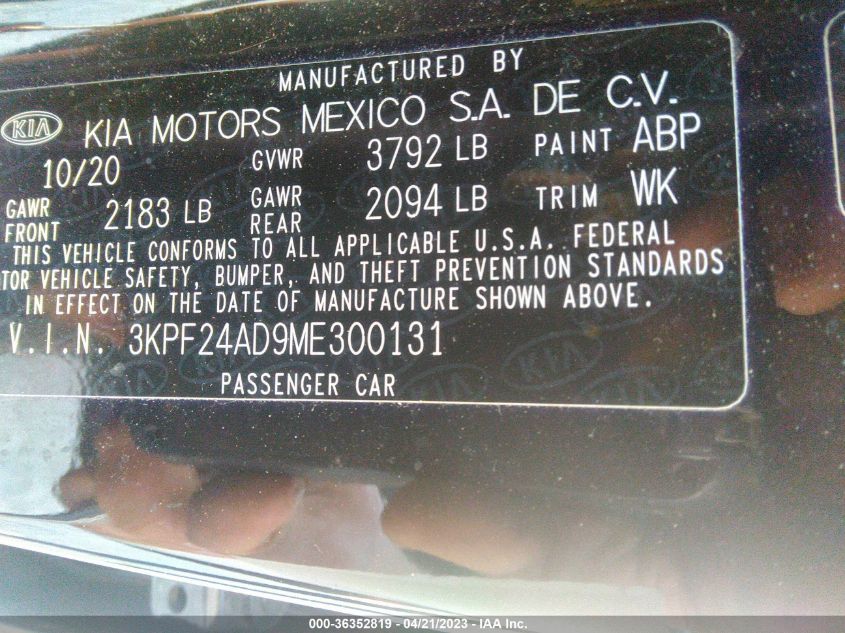 MANUFACTURED BY
KIA KIA MOTORS MEXICO S.A. DE C.V.
10/20 GVWR 3792 LB PAINT ABP
GAWR FRONT 2183 LB GAWR REAR 2094 LB TRIM WK
THIS VEHICLE CONFORMS TO ALL APPLICABLE U.S.A. FEDERAL
TOR VEHICLE SAFETY, BUMPER, AND THEFT PREVENTION STANDARDS
IN EFFECT ON THE DATE OF MANUFACTURE SHOWN ABOVE.
V.I.N. 3KPF24AD9ME300131
PASSENGER CAR
000-36352819 - 04/21/2023 - IAA Inc.